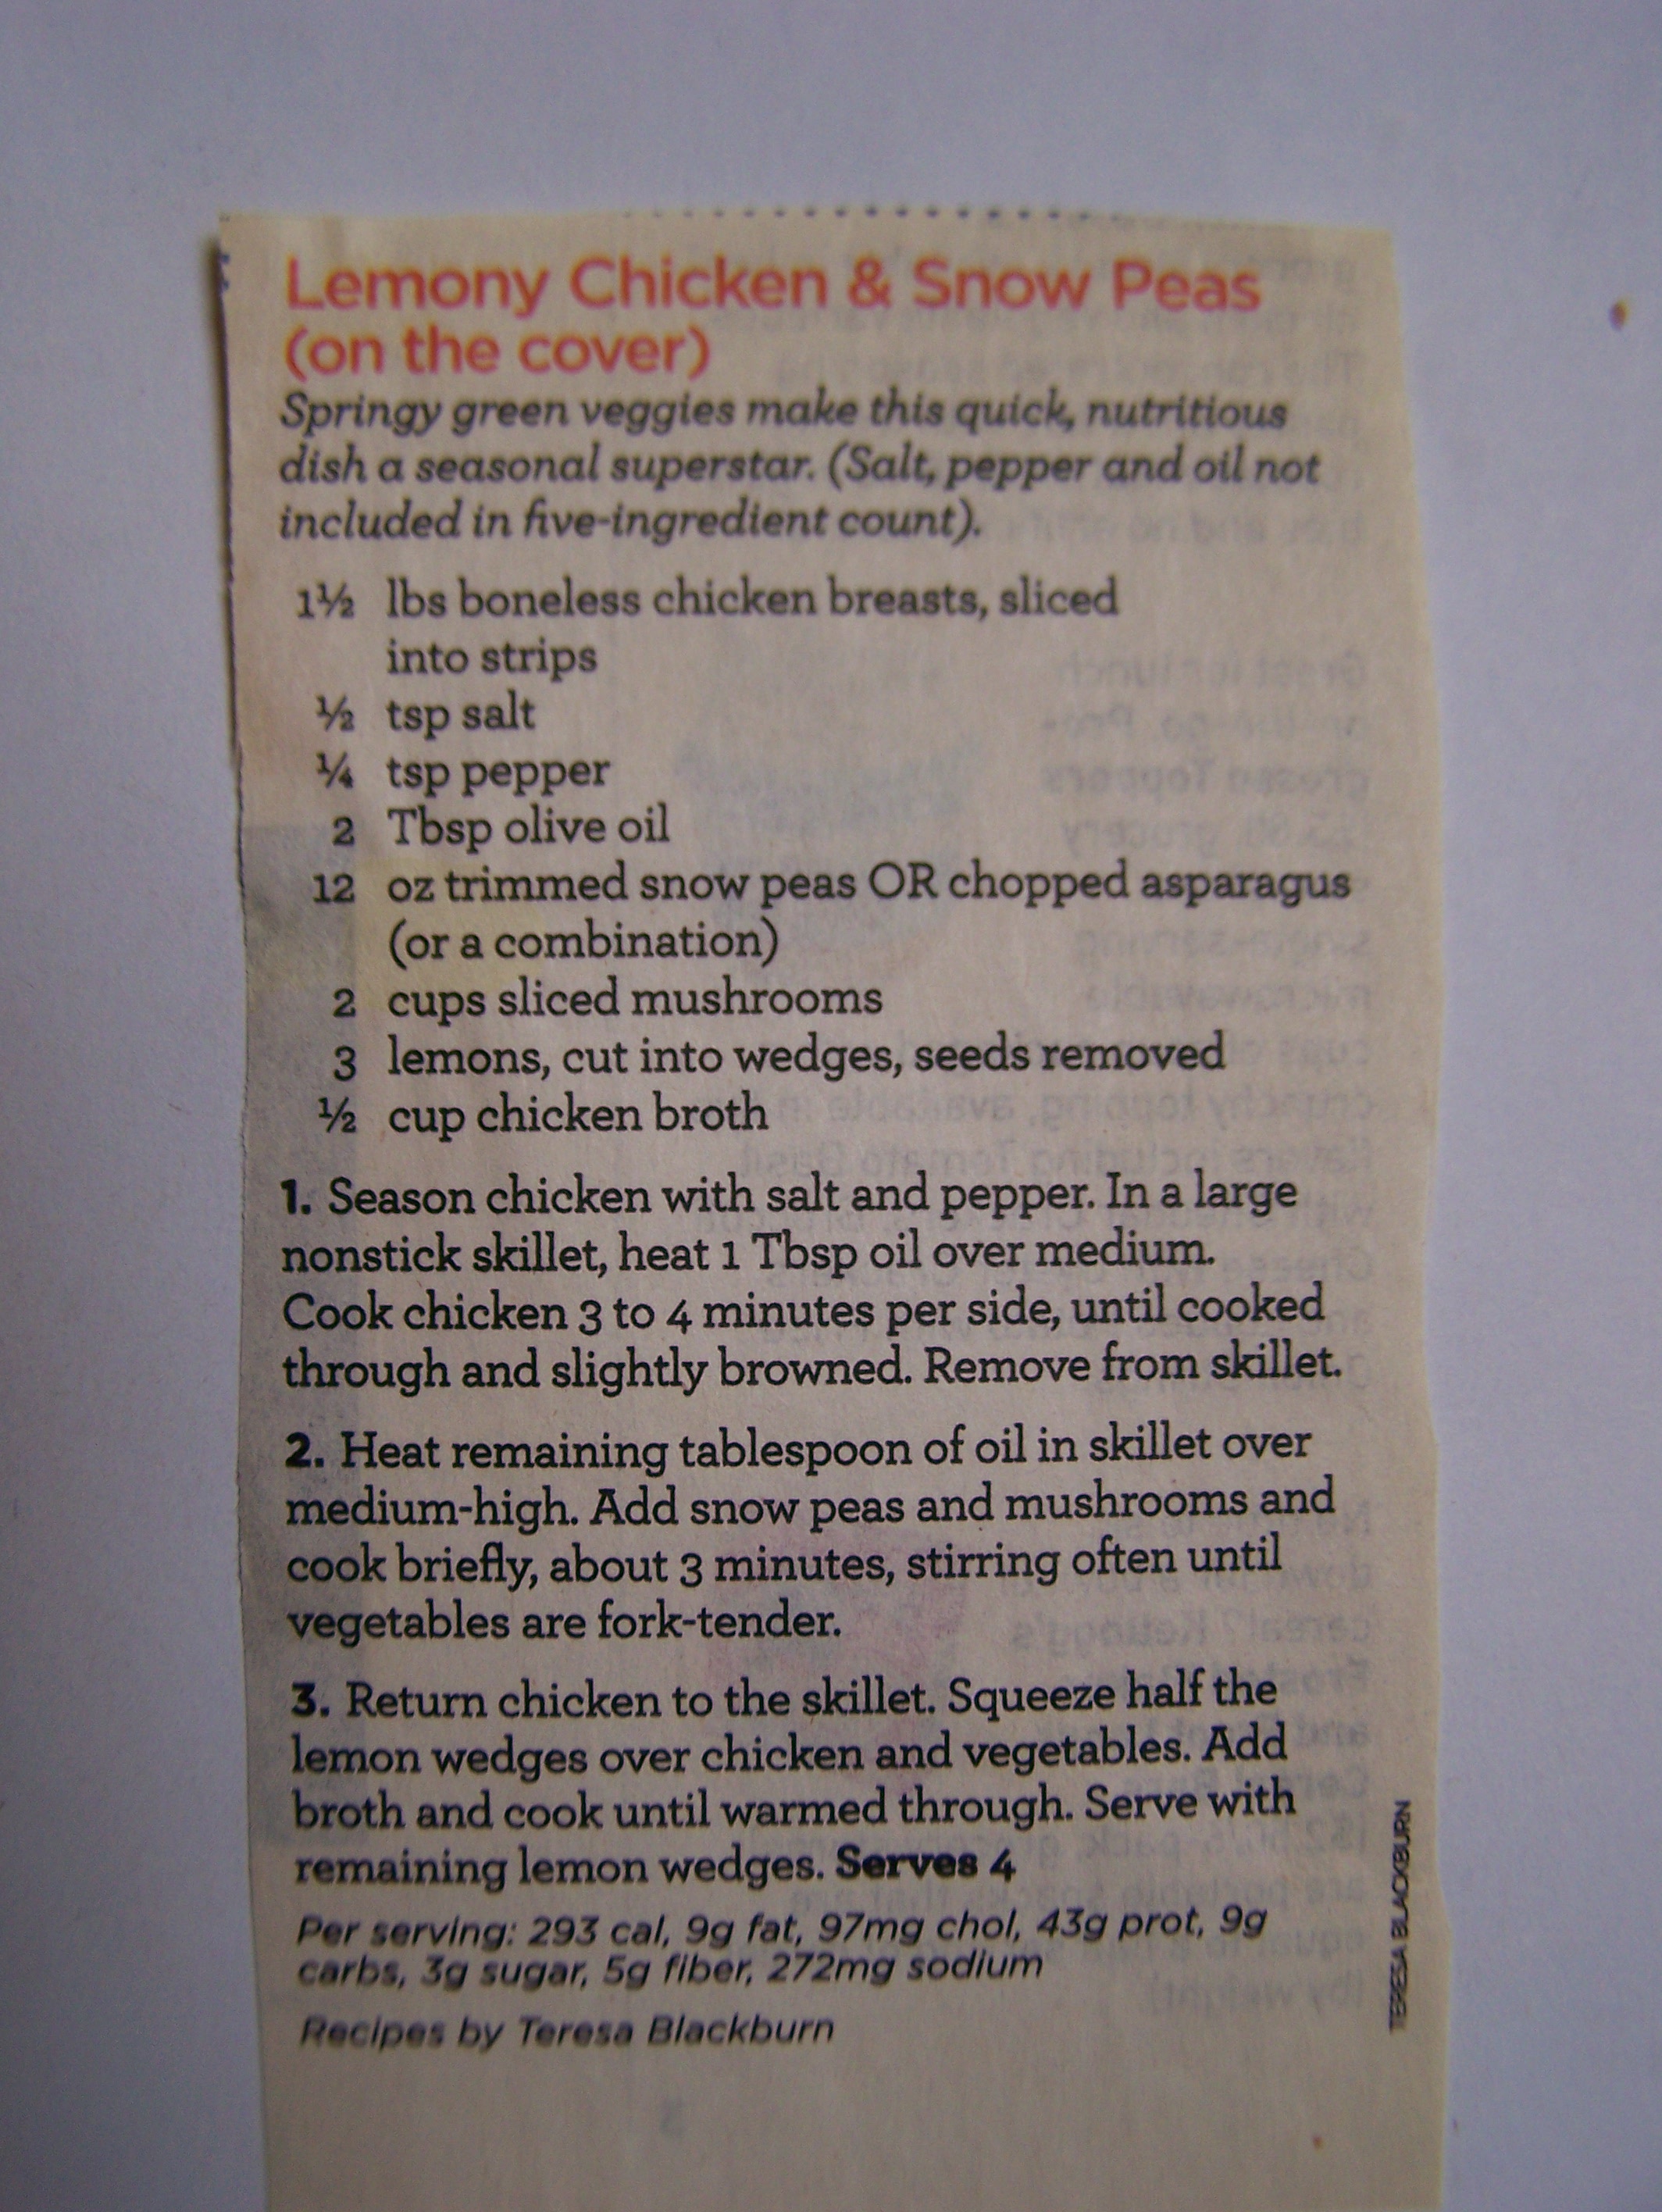 Lemony Chicken & Snow Peas
(on the cover)
Springy green veggies make this quick, nutritious
dish a seasonal superstar. (Salt, pepper and oil not
included in five-ingredient count).
1½ lbs boneless chicken breasts, sliced
into strips
½ tsp salt
¼ tsp pepper
2 Tbsp olive oil
12 oz trimmed snow peas OR chopped asparagus
(or a combination)
2 cups sliced mushrooms
3 lemons, cut into wedges, seeds removed
½ cup chicken broth
1. Season chicken with salt and pepper. In a large
nonstick skillet, heat 1 Tbsp oil over medium.
Cook chicken 3 to 4 minutes per side, until cooked
through and slightly browned. Remove from skillet.
2. Heat remaining tablespoon of oil in skillet over
medium-high. Add snow peas and mushrooms and
cook briefly, about 3 minutes, stirring often until
vegetables are fork-tender.
3. Return chicken to the skillet. Squeeze half the
lemon wedges over chicken and vegetables. Add
broth and cook until warmed through. Serve with
remaining lemon wedges. Serves 4
Per serving: 293 cal, 9g fat, 97mg chol, 43g prot, 9g
carbs, 3g sugar, 5g fiber, 272mg sodium
Recipes by Teresa Blackburn
TERESA BLACKBURN